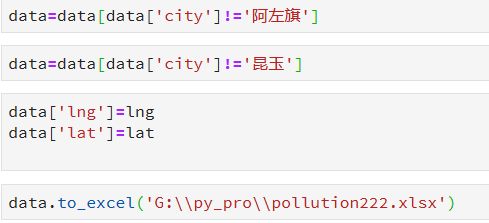 data=data[data['city']!='阿左旗']
data=data[data['city']!='昆玉']
data['lng']=lng
data['lat']=lat
data.to_excel('G:\\py_pro\\pollution222.xlsx')